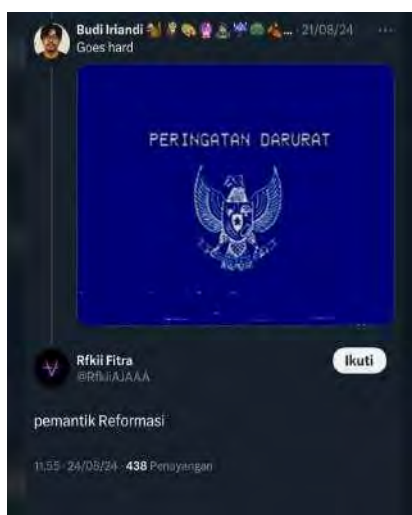 Budi Iriandi ... · 21/08/24
Goes hard
PERINGATAN DARURAT
Rfkii Fitra
Ikuti
pemantik Reformasi
11.55 · 24/08/24 · 438 Penayangan